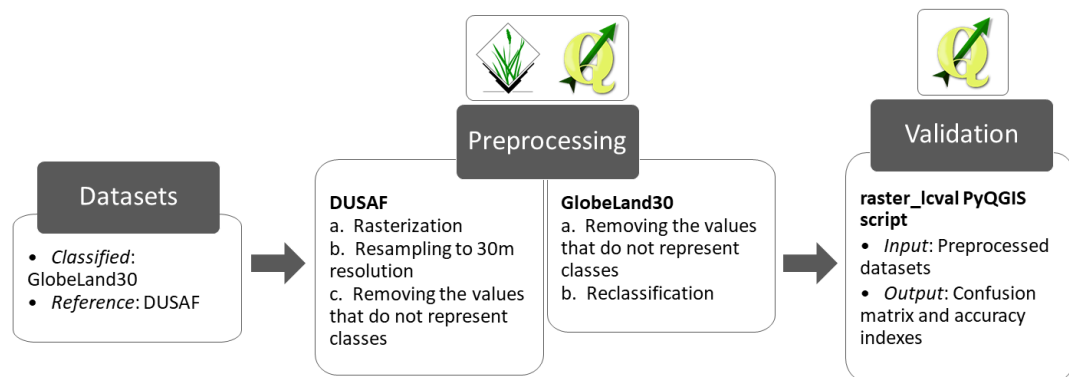 Datasets
• Classified:
GlobeLand30
• Reference: DUSAF
Preprocessing
DUSAF
a. Rasterization
b. Resampling to 30m
resolution
c. Removing the values
that do not represent
classes
GlobeLand30
a. Removing the values
that do not represent
classes
b. Reclassification
Validation
raster_lcval PyQGIS
script
• Input: Preprocessed
datasets
• Output: Confusion
matrix and accuracy
indexes